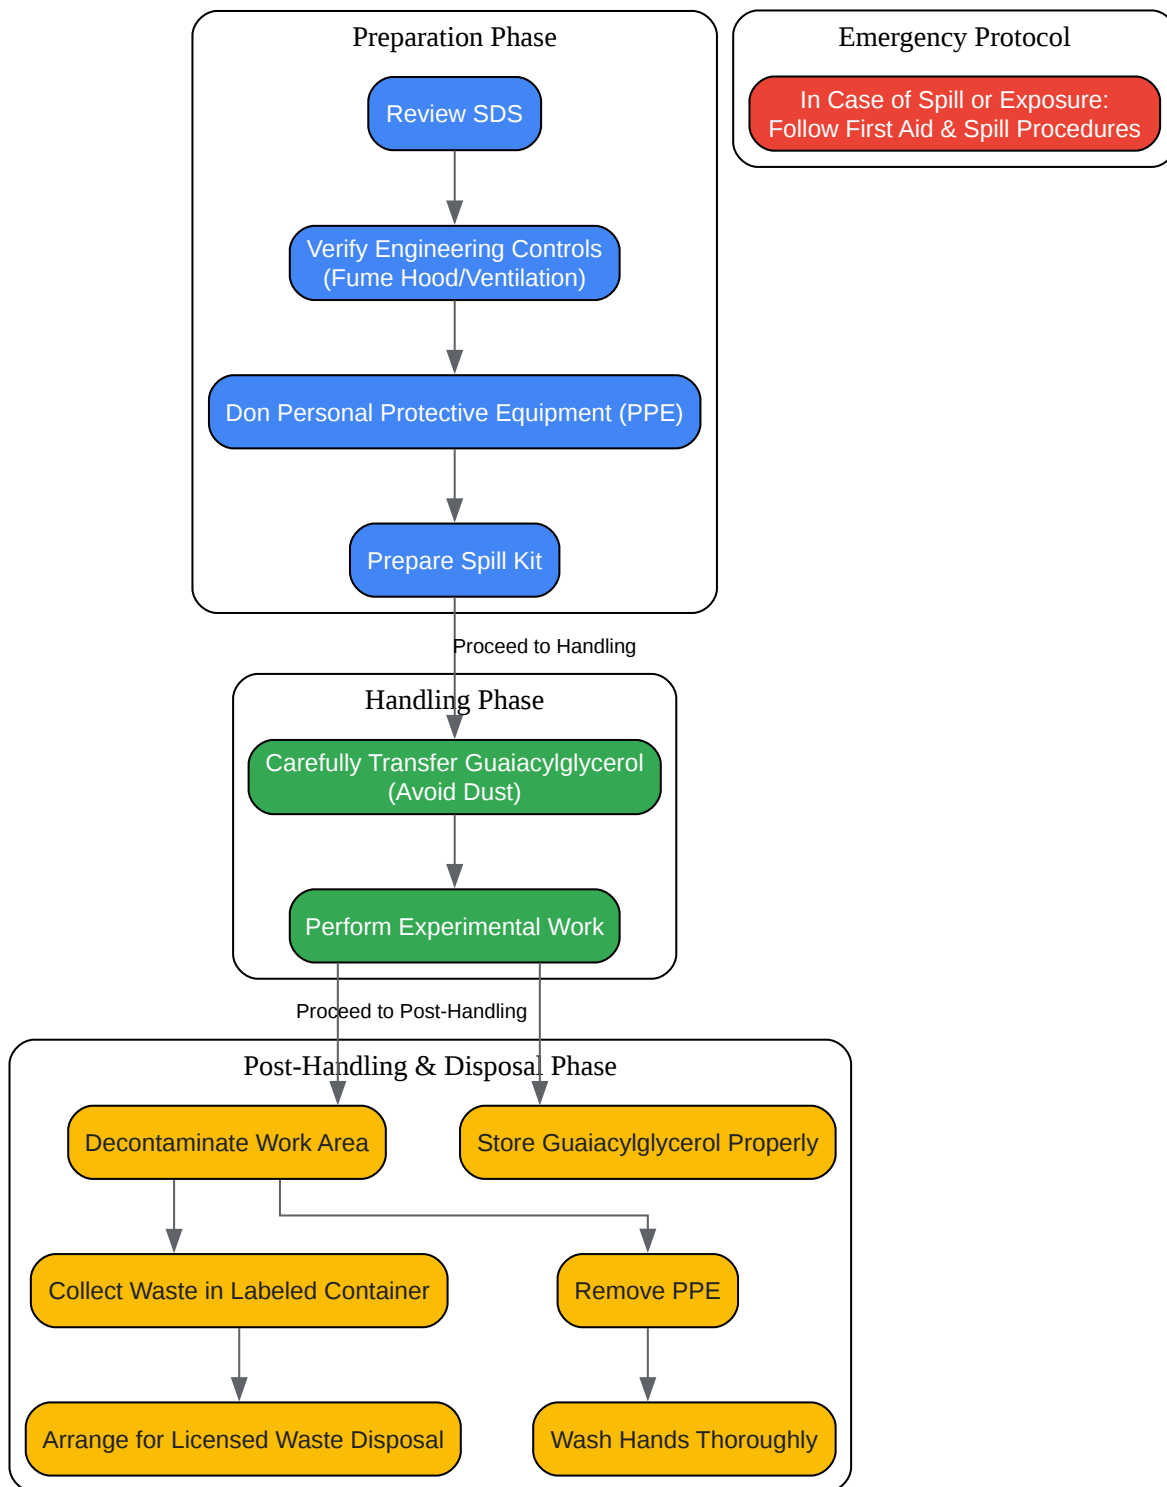 Preparation Phase
Review SDS
Verify Engineering Controls
(Fume Hood/Ventilation)
Don Personal Protective Equipment (PPE)
Prepare Spill Kit
Emergency Protocol
In Case of Spill or Exposure:
Follow First Aid & Spill Procedures
Proceed to Handling
Handling Phase
Carefully Transfer Guaiacylglycerol
(Avoid Dust)
Perform Experimental Work
Proceed to Post-Handling
Post-Handling & Disposal Phase
Decontaminate Work Area
Store Guaiacylglycerol Properly
Collect Waste in Labeled Container
Remove PPE
Arrange for Licensed Waste Disposal
Wash Hands Thoroughly